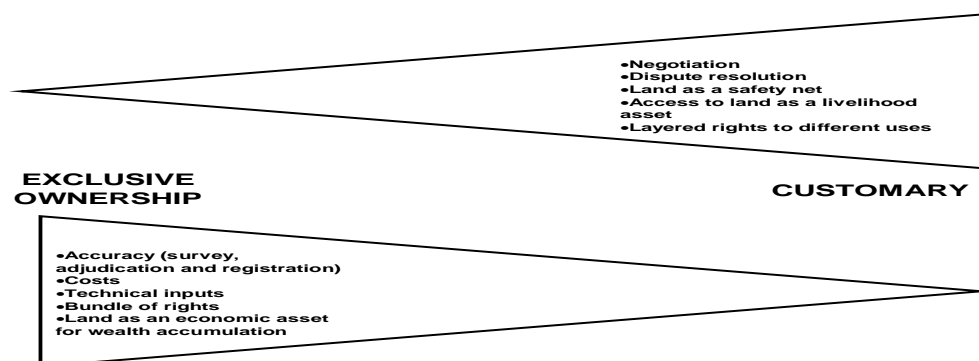 •Negotiation
•Dispute resolution
•Land as a safety net
•Access to land as a livelihood
asset
•Layered rights to different uses
EXCLUSIVE
OWNERSHIP
CUSTOMARY
•Accuracy (survey,
adjudication and registration)
•Costs
•Technical inputs
•Bundle of rights
•Land as an economic asset
for wealth accumulation